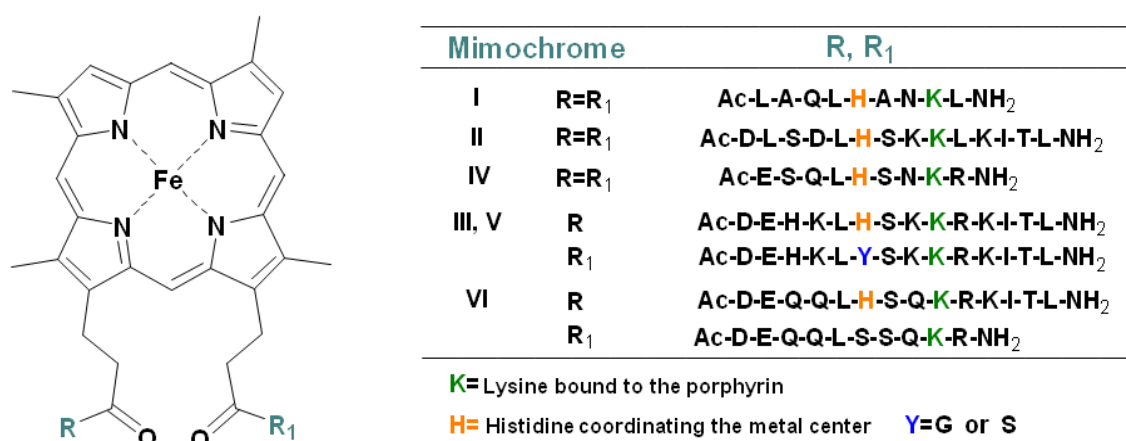 N N
Fe
N N
R O O R₁
Mimochrome R, R₁
I R=R₁ Ac-L-A-Q-L-H-A-N-K-L-NH₂
II R=R₁ Ac-D-L-S-D-L-H-S-K-K-L-K-I-T-L-NH₂
IV R=R₁ Ac-E-S-Q-L-H-S-N-K-R-NH₂
III, V R Ac-D-E-H-K-L-H-S-K-K-R-K-I-T-L-NH₂
R₁ Ac-D-E-H-K-L-Y-S-K-K-R-K-I-T-L-NH₂
VI R Ac-D-E-Q-Q-L-H-S-Q-K-R-K-I-T-L-NH₂
R₁ Ac-D-E-Q-Q-L-S-S-Q-K-R-NH₂
K= Lysine bound to the porphyrin
H= Histidine coordinating the metal center Y=G or S